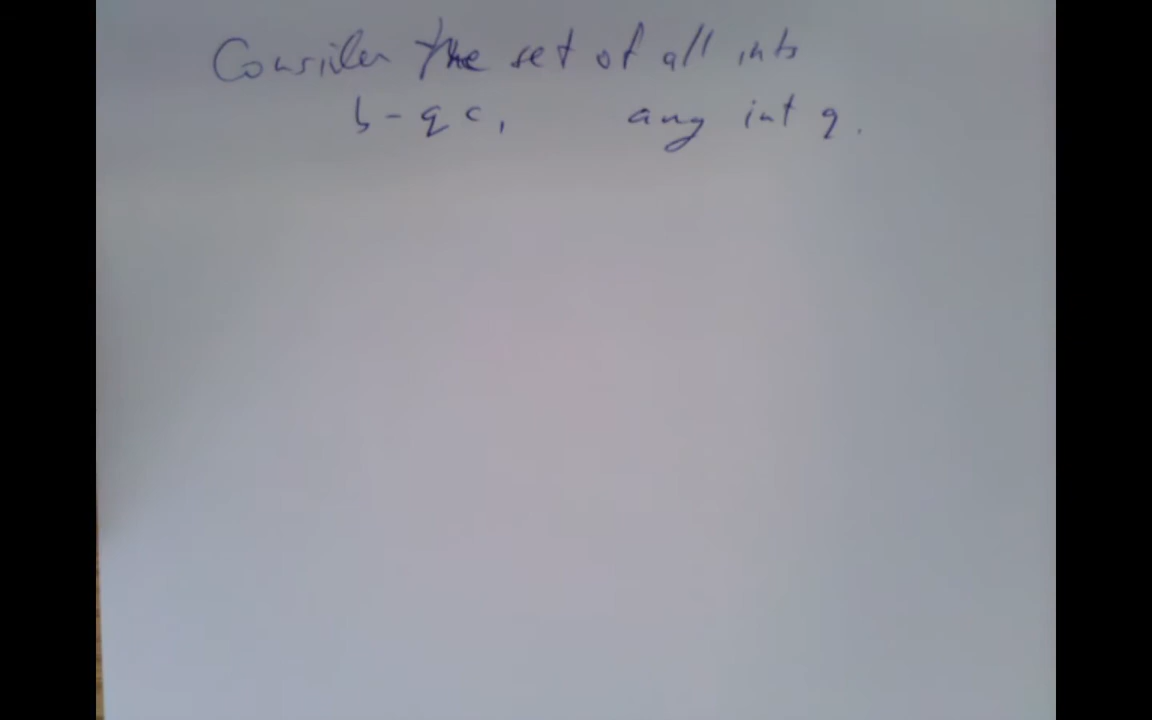 Consider the set of all ints
b - qc, any int q.